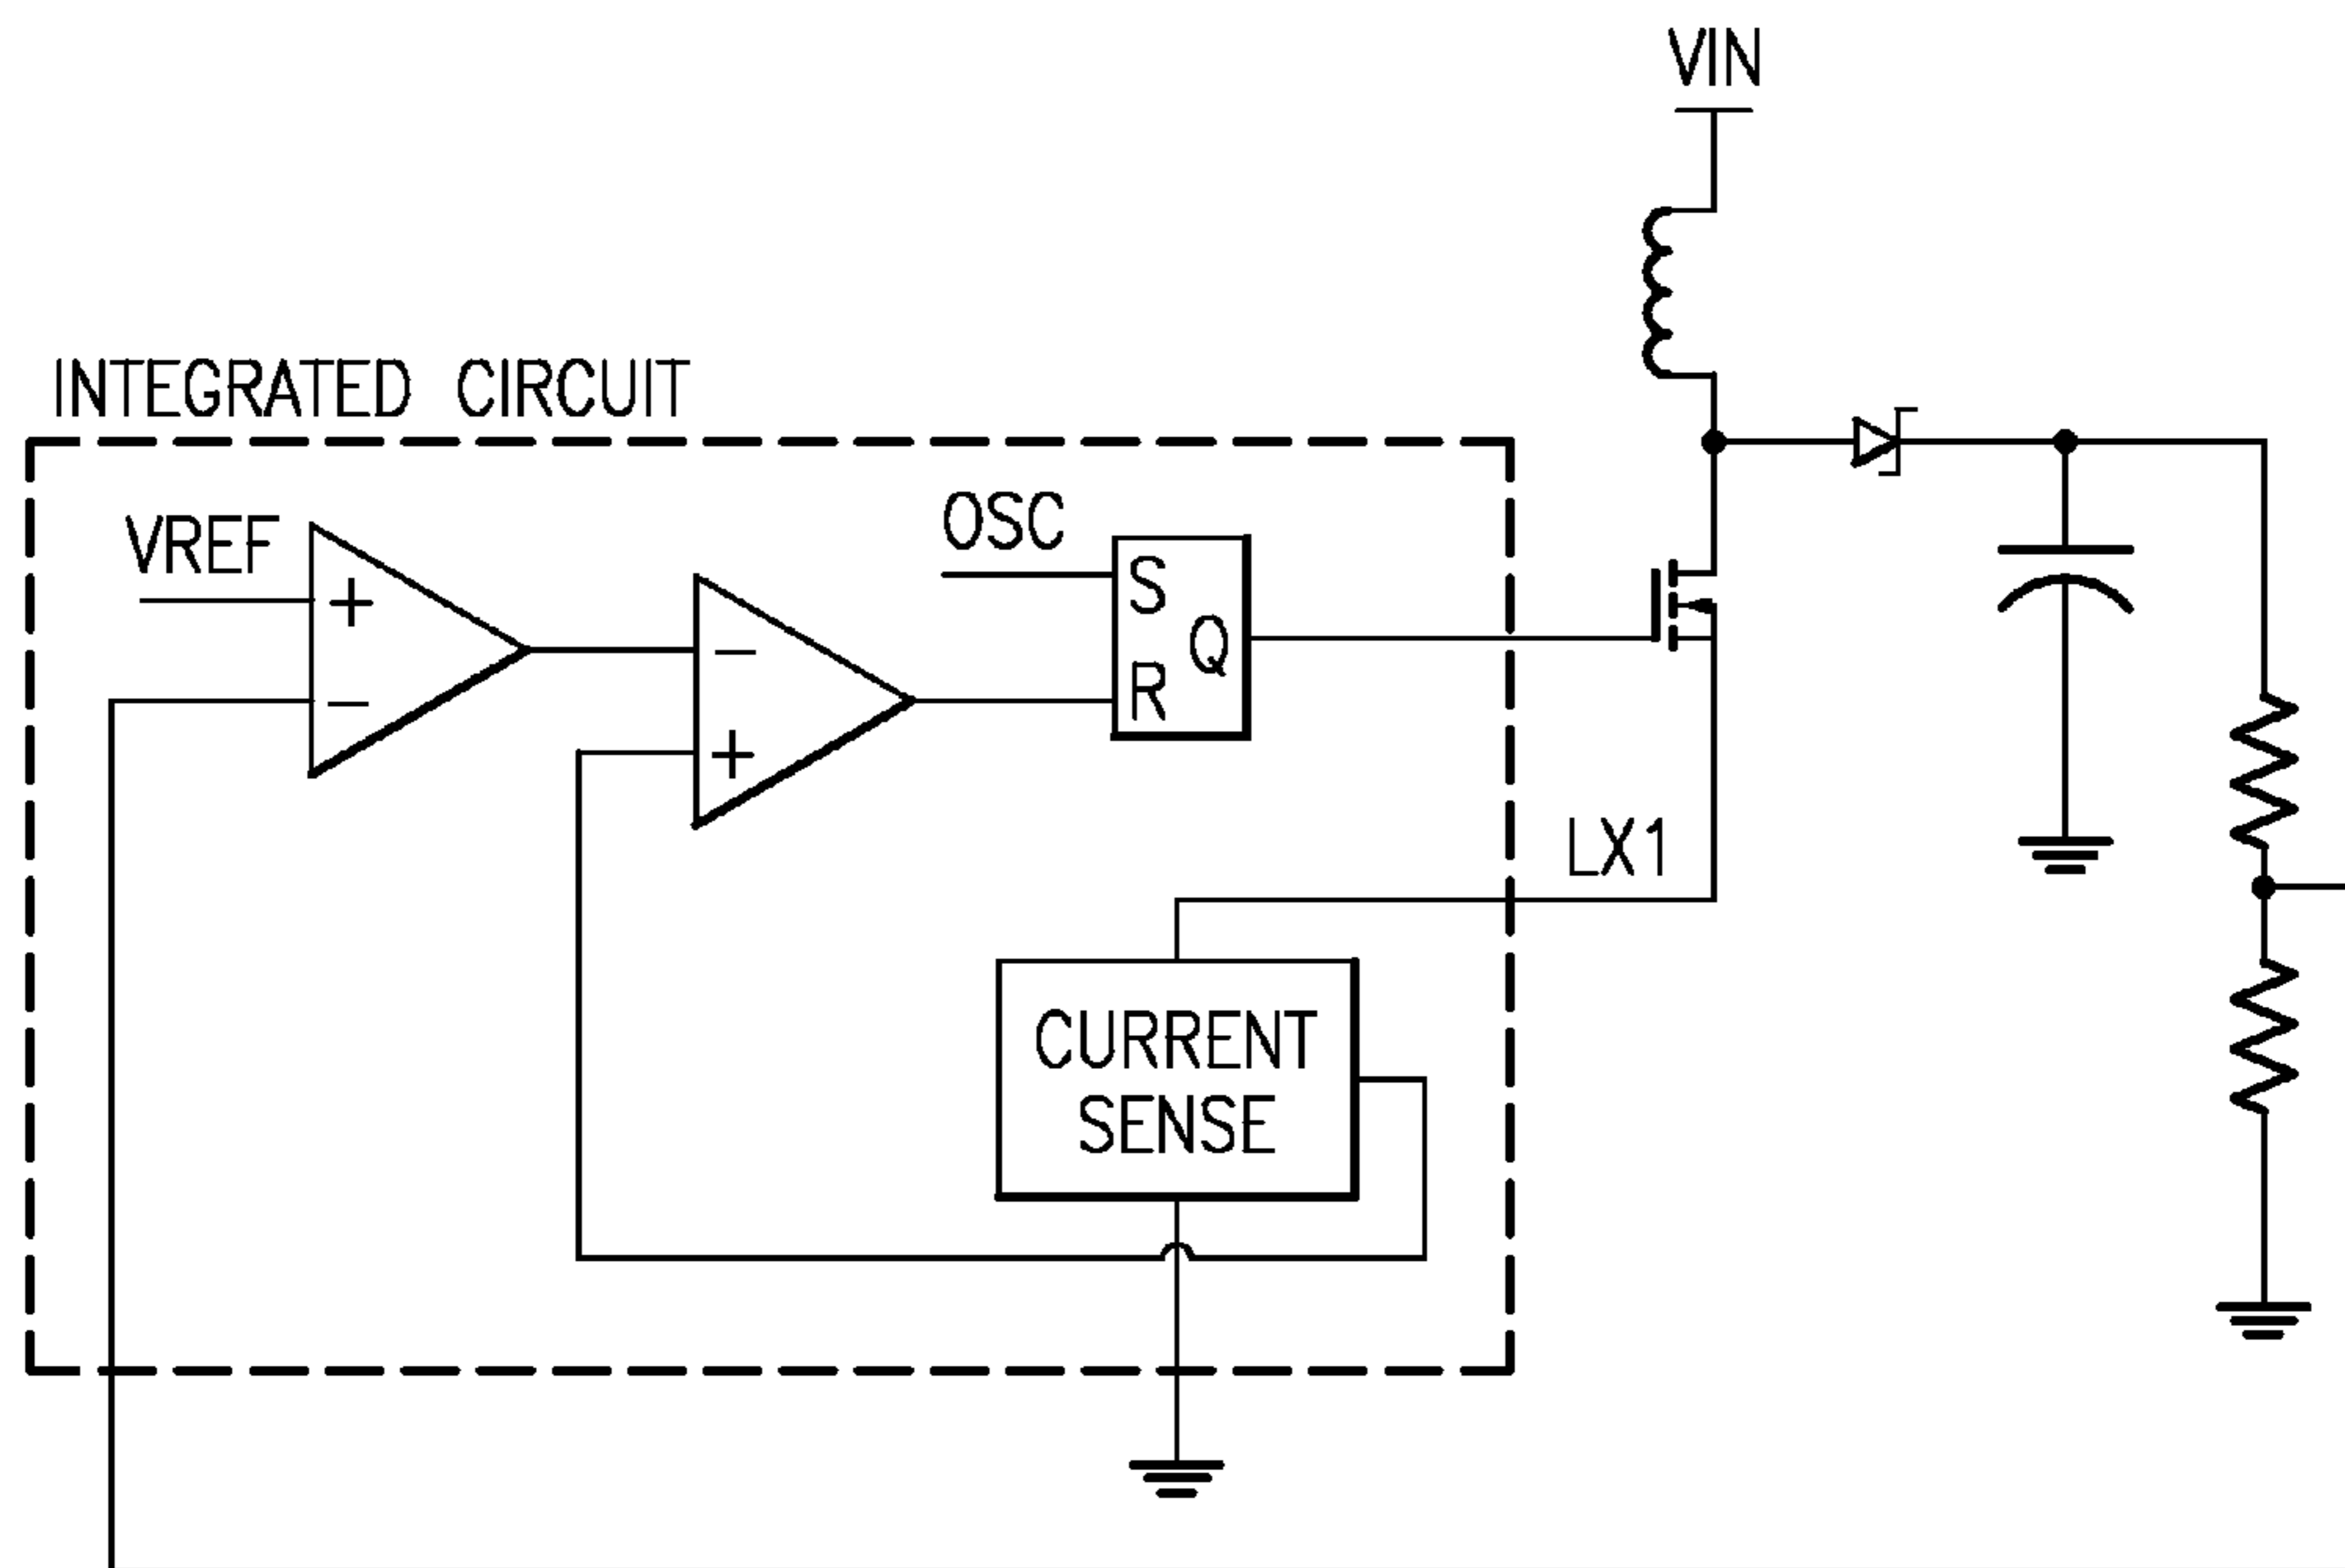 VIN
INTEGRATED CIRCUIT
VREF
+
−
−
+
OSC
S
R
Q
LX1
CURRENT
SENSE